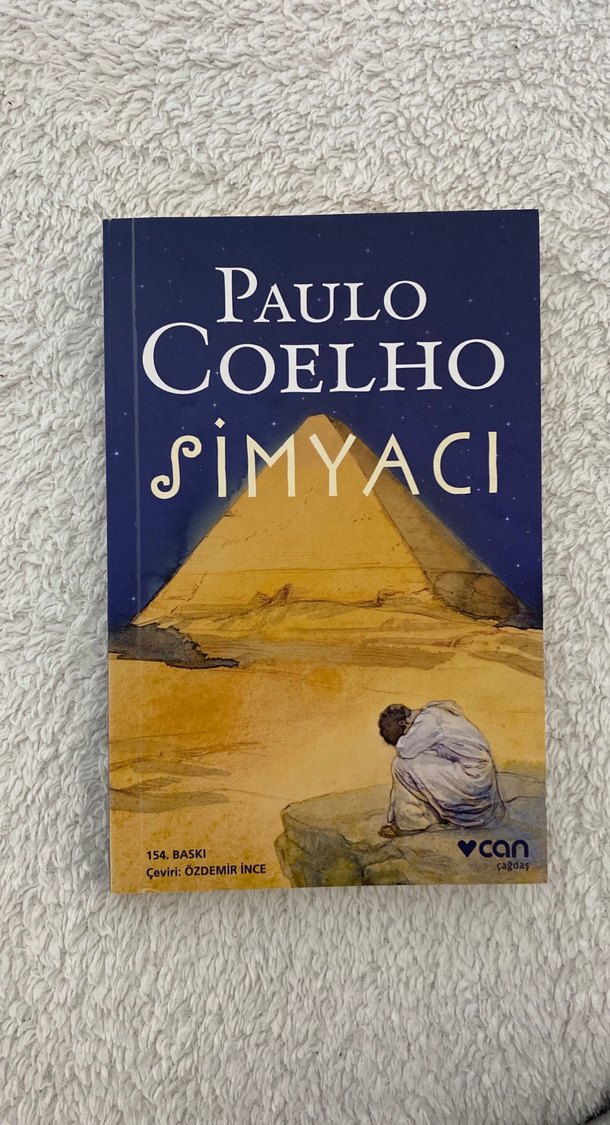 PAULO
COELHO
SİMYACI
154. BASKI
Çeviri: ÖZDEMİR İNCE
can
çağdaş